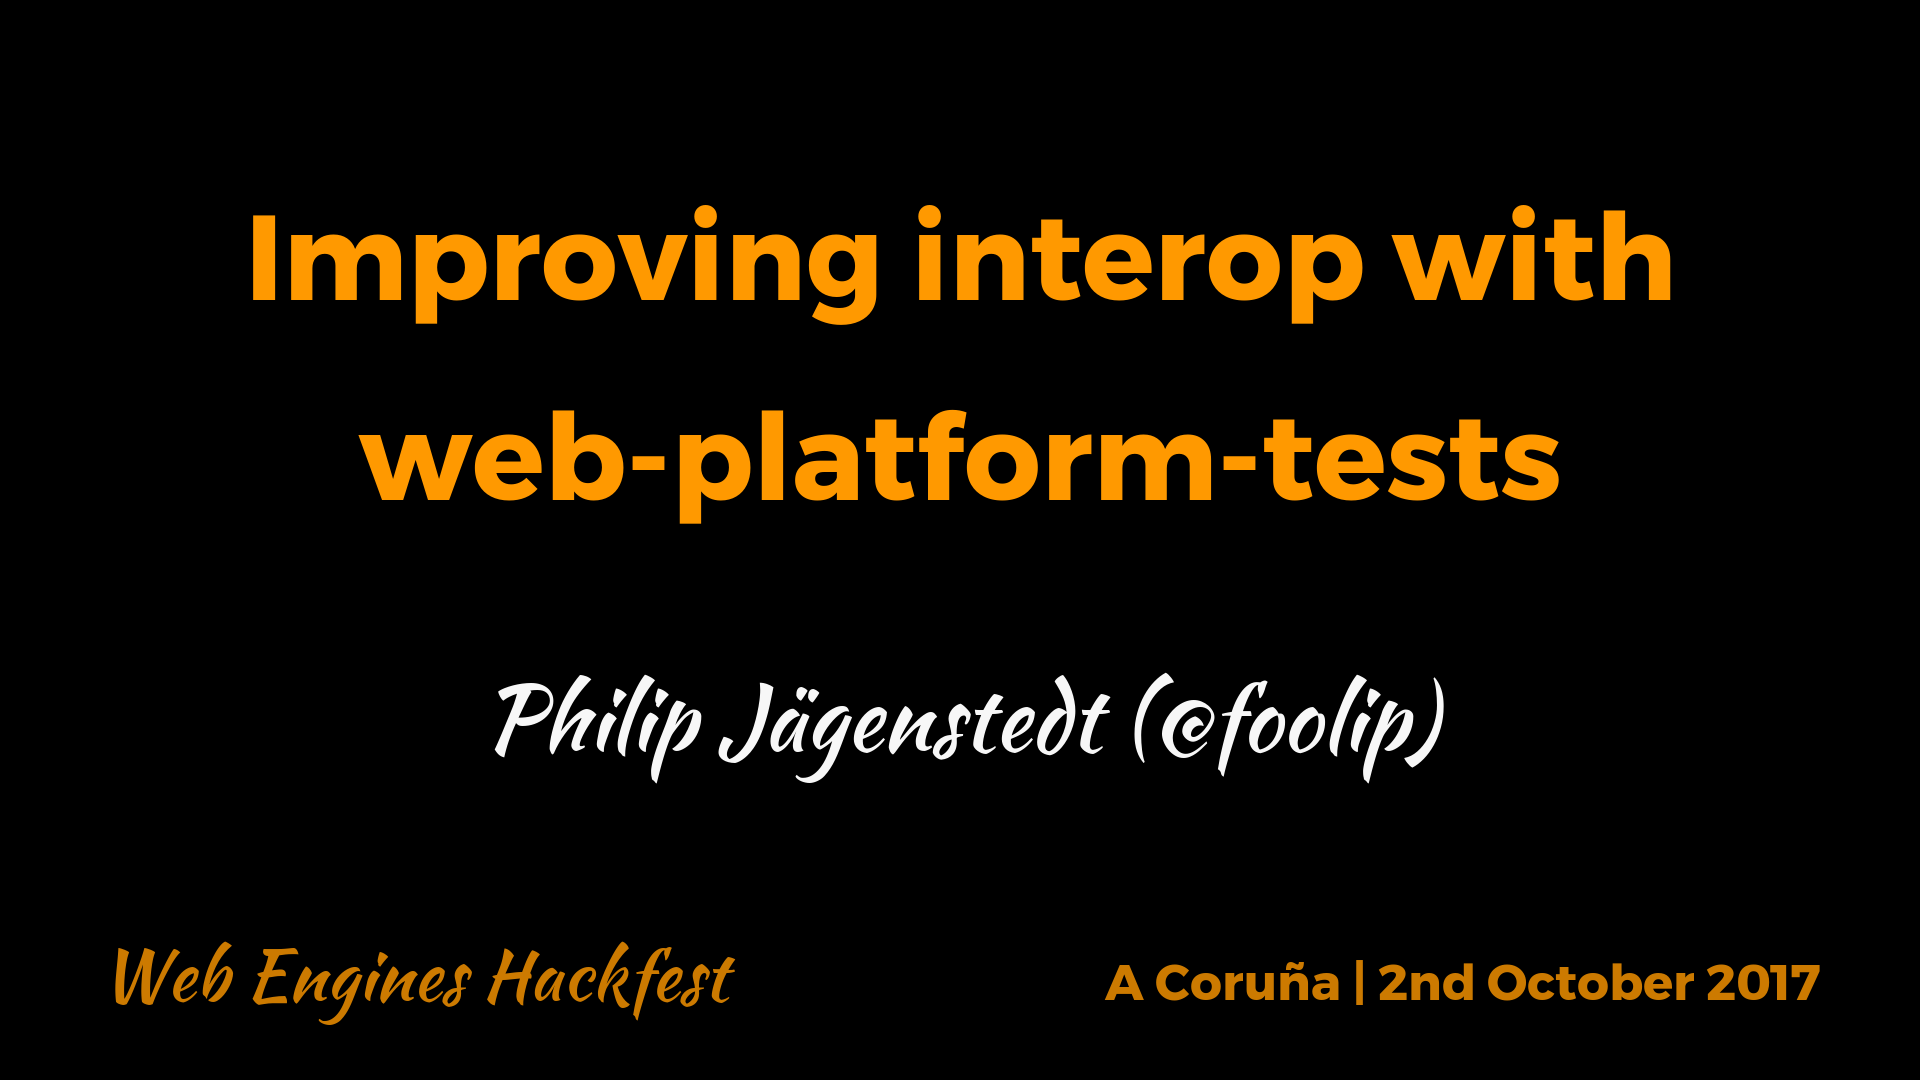 Improving interop with
web-platform-tests
Philip Jägenstedt (@foolip)
Web Engines Hackfest
A Coruña | 2nd October 2017